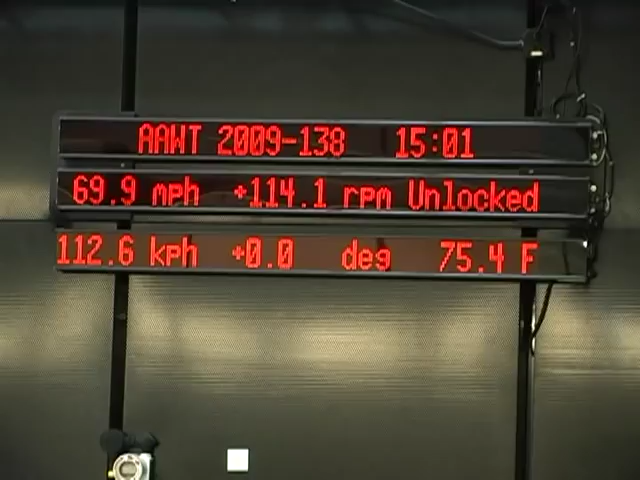 AAWT 2009-138 15:01
69.9 mph +114.1 rpm Unlocked
112.6 kph +0.0 deg 75.4 F